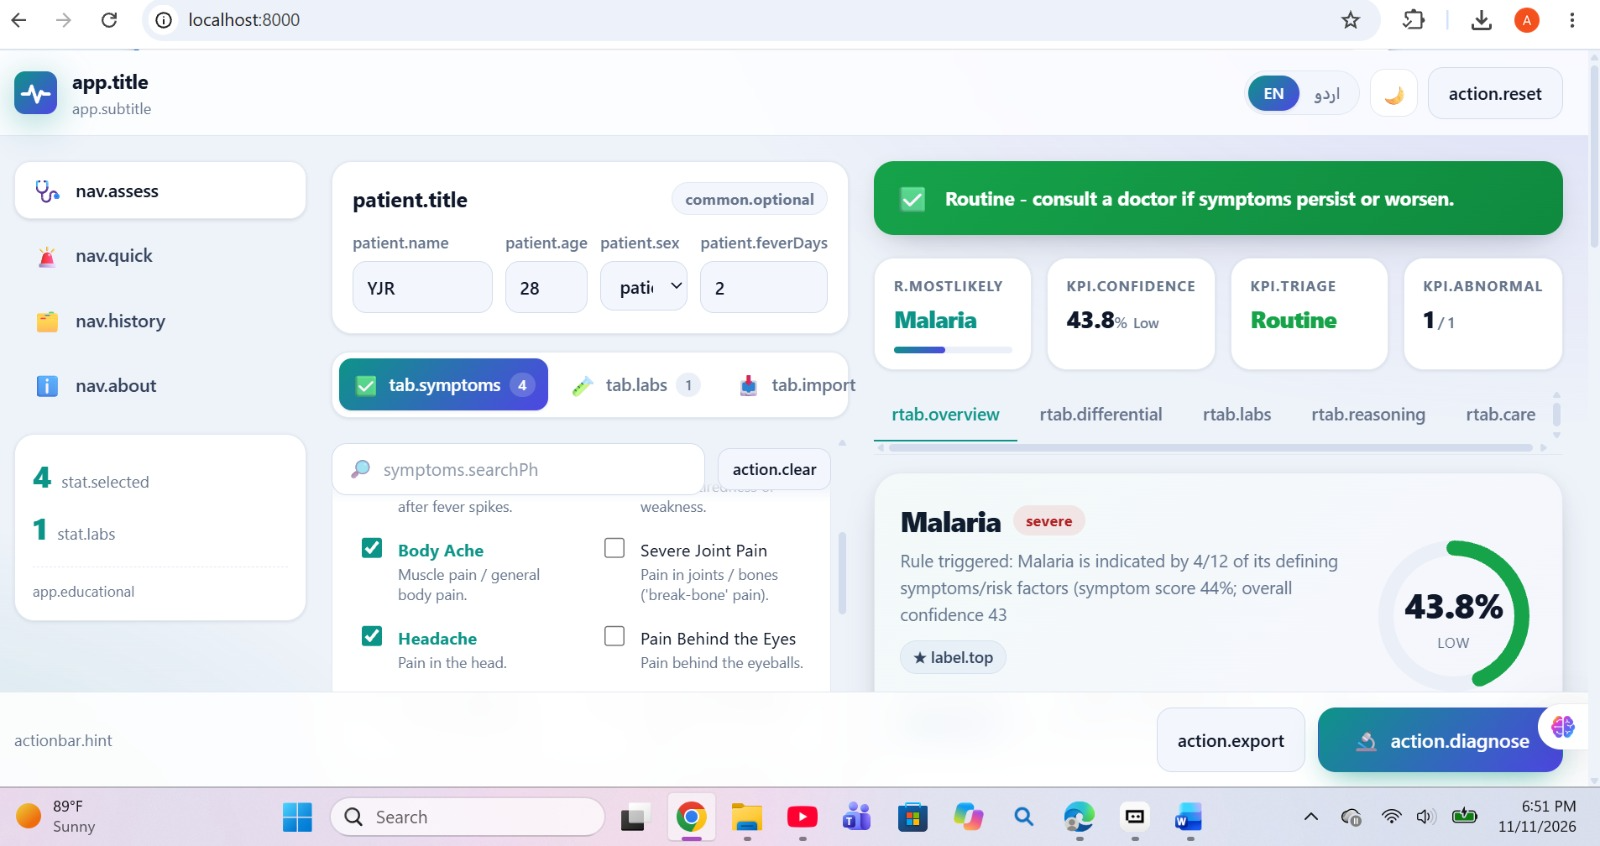 localhost:8000
A
app.title
app.subtitle
EN
اردو
action.reset
nav.assess
nav.quick
nav.history
nav.about
4 stat.selected
1 stat.labs
app.educational
patient.title
common.optional
patient.name
patient.age
patient.sex
patient.feverDays
YJR
28
2
tab.symptoms 4
tab.labs 1
tab.import
symptoms.searchPh
action.clear
after fever spikes.
weakness.
Body Ache
Muscle pain / general
body pain.
Severe Joint Pain
Pain in joints / bones
('break-bone' pain).
Headache
Pain in the head.
Pain Behind the Eyes
Pain behind the eyeballs.
Routine - consult a doctor if symptoms persist or worsen.
R.MOSTLIKELY
Malaria
KPI.CONFIDENCE
43.8% Low
KPI.TRIAGE
Routine
KPI.ABNORMAL
1 / 1
rtab.overview
rtab.differential
rtab.labs
rtab.reasoning
rtab.care
Malaria severe
Rule triggered: Malaria is indicated by 4/12 of its defining
symptoms/risk factors (symptom score 44%; overall
confidence 43
★ label.top
43.8%
LOW
actionbar.hint
action.export
action.diagnose
89°F
Sunny
Search
6:51 PM
11/11/2026